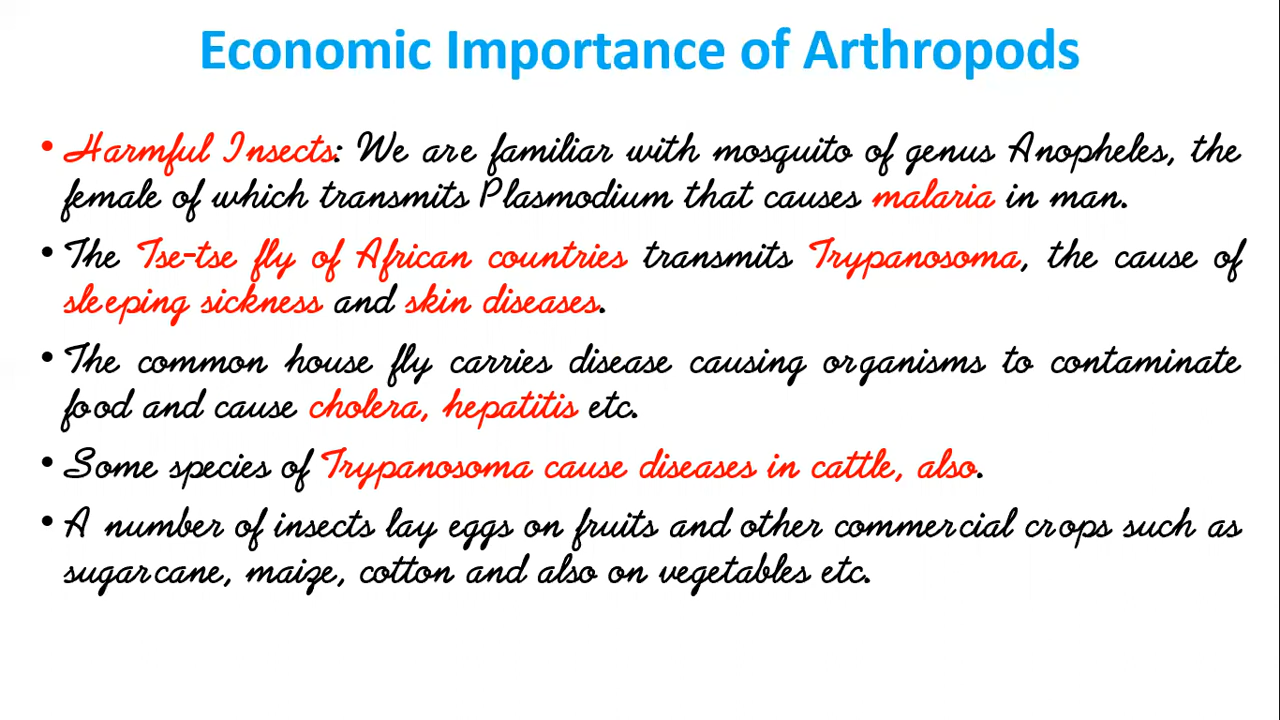 Economic Importance of Arthropods
• Harmful Insects: We are familiar with mosquito of genus Anopheles, the
female of which transmits Plasmodium that causes malaria in man.
• The Tse-tse fly of African countries transmits Trypanosoma, the cause of
sleeping sickness and skin diseases.
• The common house fly carries disease causing organisms to contaminate
food and cause cholera, hepatitis etc.
• Some species of Trypanosoma cause diseases in cattle, also.
• A number of insects lay eggs on fruits and other commercial crops such as
sugarcane, maize, cotton and also on vegetables etc.